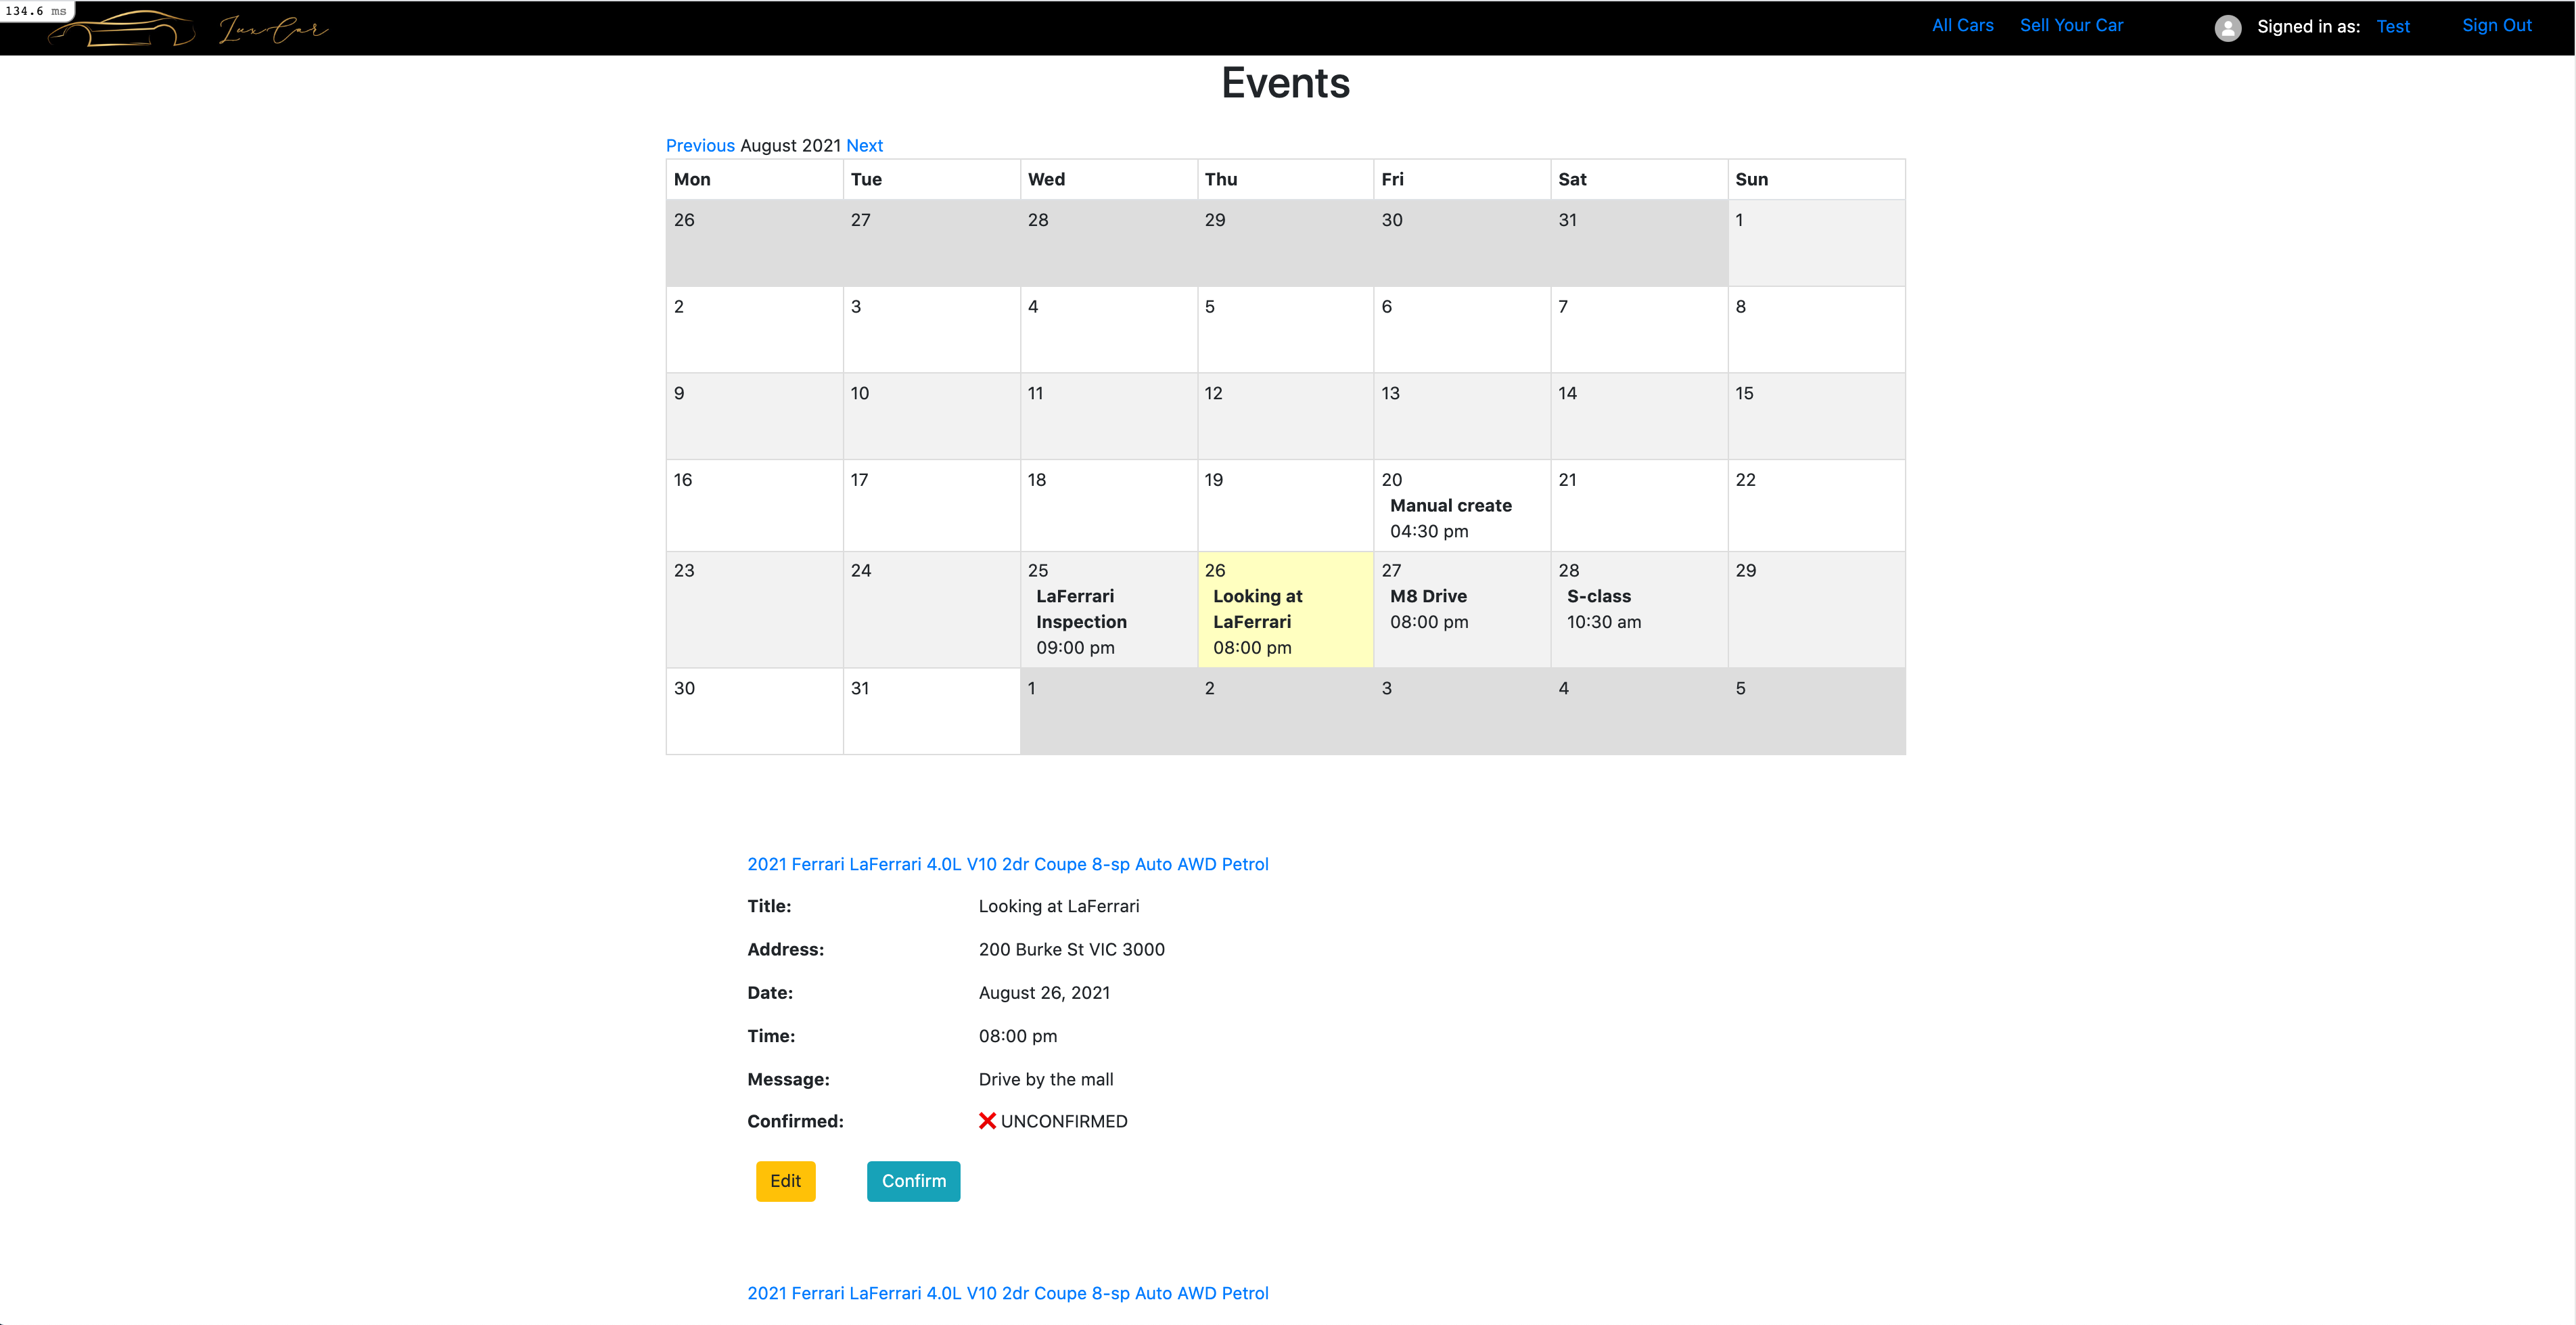 134.6 ms
LuxCar
All Cars Sell Your Car Signed in as: Test Sign Out
Events
Previous August 2021 Next
Mon Tue Wed Thu Fri Sat Sun
26 27 28 29 30 31 1
2 3 4 5 6 7 8
9 10 11 12 13 14 15
16 17 18 19 20 21 22
Manual create
04:30 pm
23 24 25 26 27 28 29
LaFerrari Looking at M8 Drive S-class
Inspection LaFerrari 08:00 pm 10:30 am
09:00 pm 08:00 pm
30 31 1 2 3 4 5
2021 Ferrari LaFerrari 4.0L V10 2dr Coupe 8-sp Auto AWD Petrol
Title: Looking at LaFerrari
Address: 200 Burke St VIC 3000
Date: August 26, 2021
Time: 08:00 pm
Message: Drive by the mall
Confirmed: ❌ UNCONFIRMED
Edit Confirm
2021 Ferrari LaFerrari 4.0L V10 2dr Coupe 8-sp Auto AWD Petrol